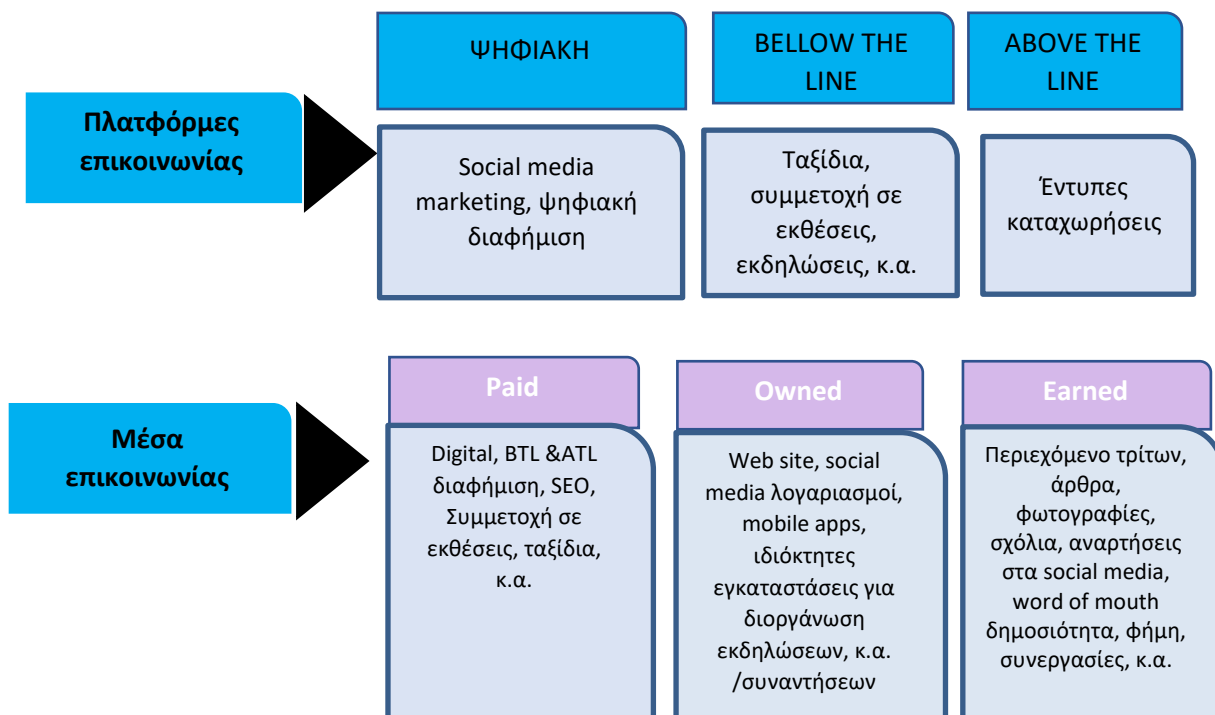 ΨΗΦΙΑΚΗ
BELLOW THE
LINE
ABOVE THE
LINE
Πλατφόρμες
επικοινωνίας
Social media
marketing, ψηφιακή
διαφήμιση
Ταξίδια,
συμμετοχή σε
εκθέσεις,
εκδηλώσεις, κ.α.
Έντυπες
καταχωρήσεις
Μέσα
επικοινωνίας
Paid
Owned
Earned
Digital, BTL &ATL
διαφήμιση, SEO,
Συμμετοχή σε
εκθέσεις, ταξίδια,
κ.α.
Web site, social
media λογαριασμοί,
mobile apps,
ιδιόκτητες
εγκαταστάσεις για
διοργάνωση
εκδηλώσεων, κ.α.
/συναντήσεων
Περιεχόμενο τρίτων,
άρθρα,
φωτογραφίες,
σχόλια, αναρτήσεις
στα social media,
word of mouth
δημοσιότητα, φήμη,
συνεργασίες, κ.α.